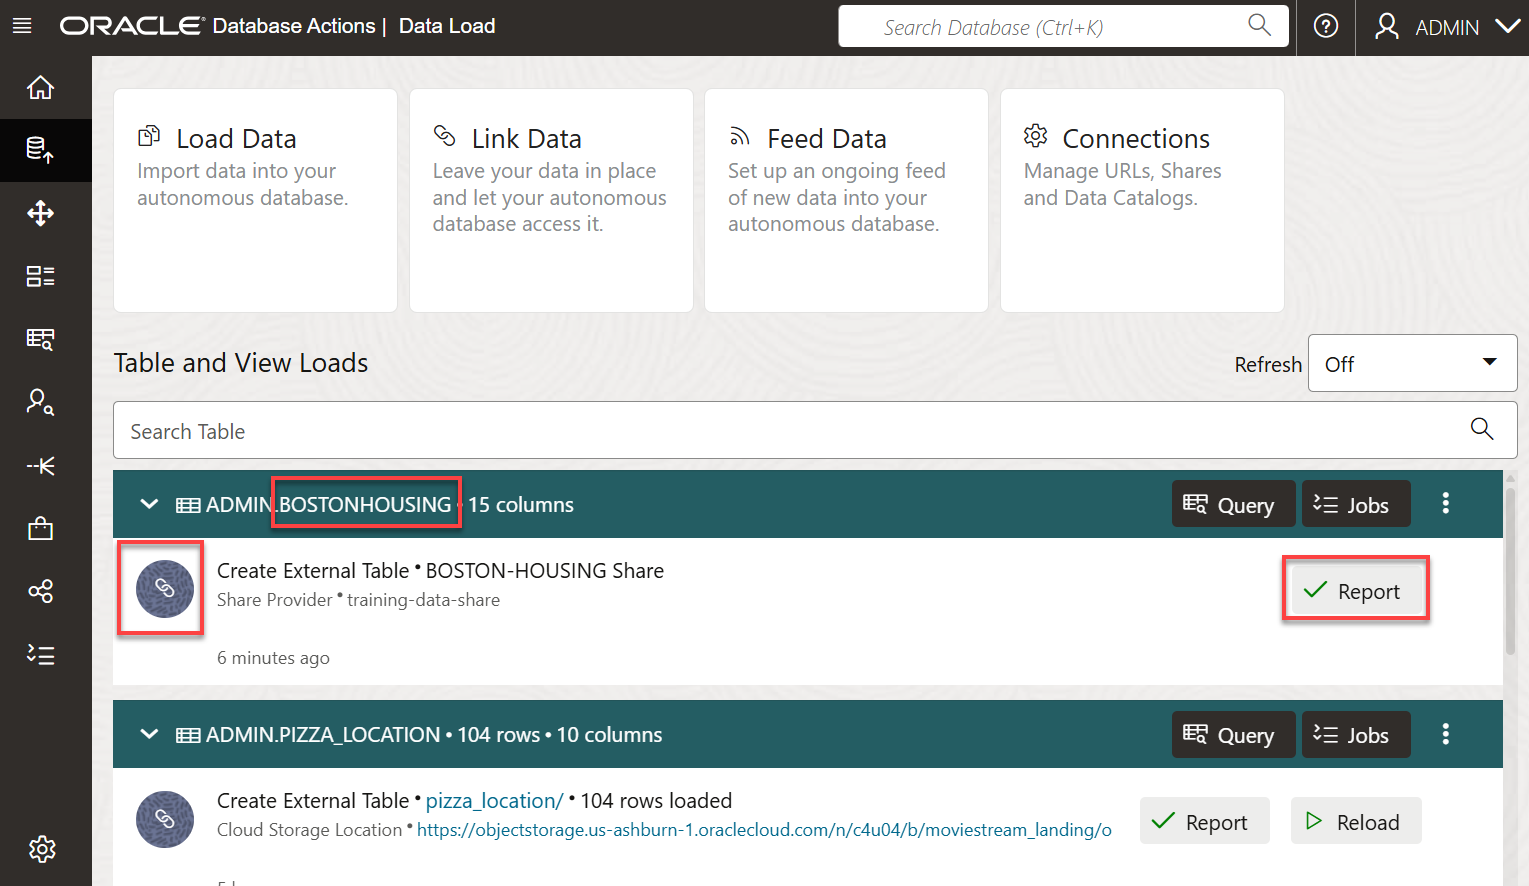 ORACLE® Database Actions | Data Load
Search Database (Ctrl+K)
ADMIN
Load Data
Import data into your
autonomous database.
Link Data
Leave your data in place
and let your autonomous
database access it.
Feed Data
Set up an ongoing feed
of new data into your
autonomous database.
Connections
Manage URLs, Shares
and Data Catalogs.
Table and View Loads
Refresh
Off
Search Table
ADMIN.BOSTONHOUSING • 15 columns
Query
Jobs
Create External Table • BOSTON-HOUSING Share
Share Provider • training-data-share
6 minutes ago
Report
ADMIN.PIZZA_LOCATION • 104 rows • 10 columns
Query
Jobs
Create External Table • pizza_location/ • 104 rows loaded
Cloud Storage Location • https://objectstorage.us-ashburn-1.oraclecloud.com/n/c4u04/b/moviestream_landing/o
Report
Reload